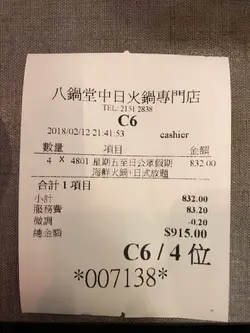 八鍋堂中日火鍋專門店
TEL: 2151 2838
C6
2018/02/12 21:41:53 cashier
數量 項目 金額
4 X 4801 星期五至日公眾假期 832.00
海鮮火鍋/日式放題
合計 1 項目
小計 832.00
服務費 83.20
微調 -0.20
總金額 $915.00
C6 / 4 位
*007138*